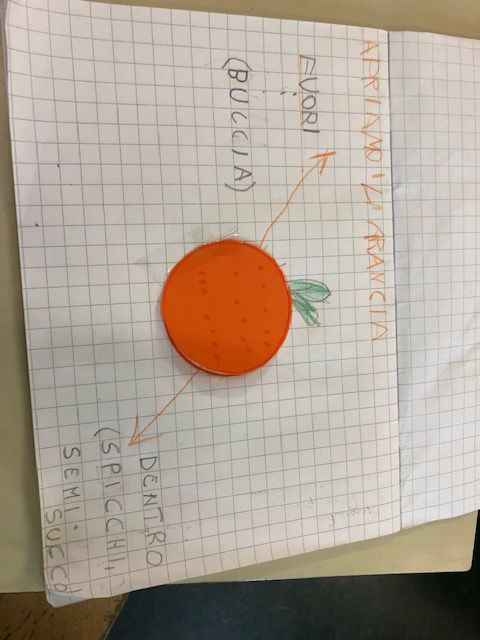 APRIAMO L'ARANCIA
FUORI
(BUCCIA)
DENTRO
(SPICCHI,
SEMI,
SUCCO)